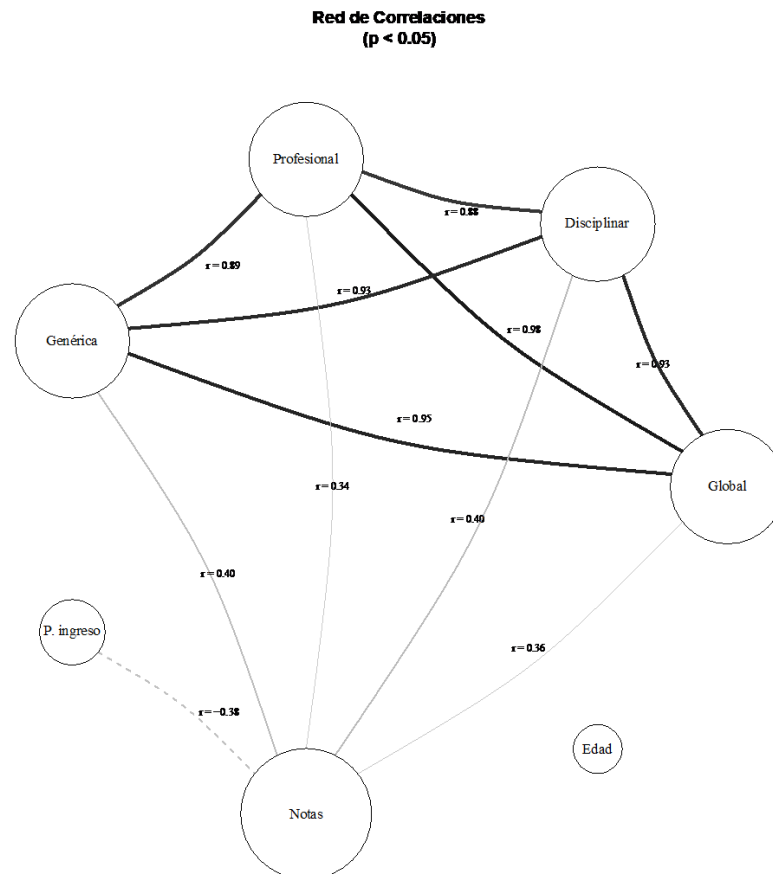 Red de Correlaciones
(p < 0.05)
Profesional
Disciplinar
r = 0.88
r = 0.89
r = 0.93
Genérica
r = 0.98
r = 0.93
r = 0.95
Global
r = 0.34
r = 0.40
r = 0.40
P. ingreso
r = 0.36
r = −0.38
Edad
Notas